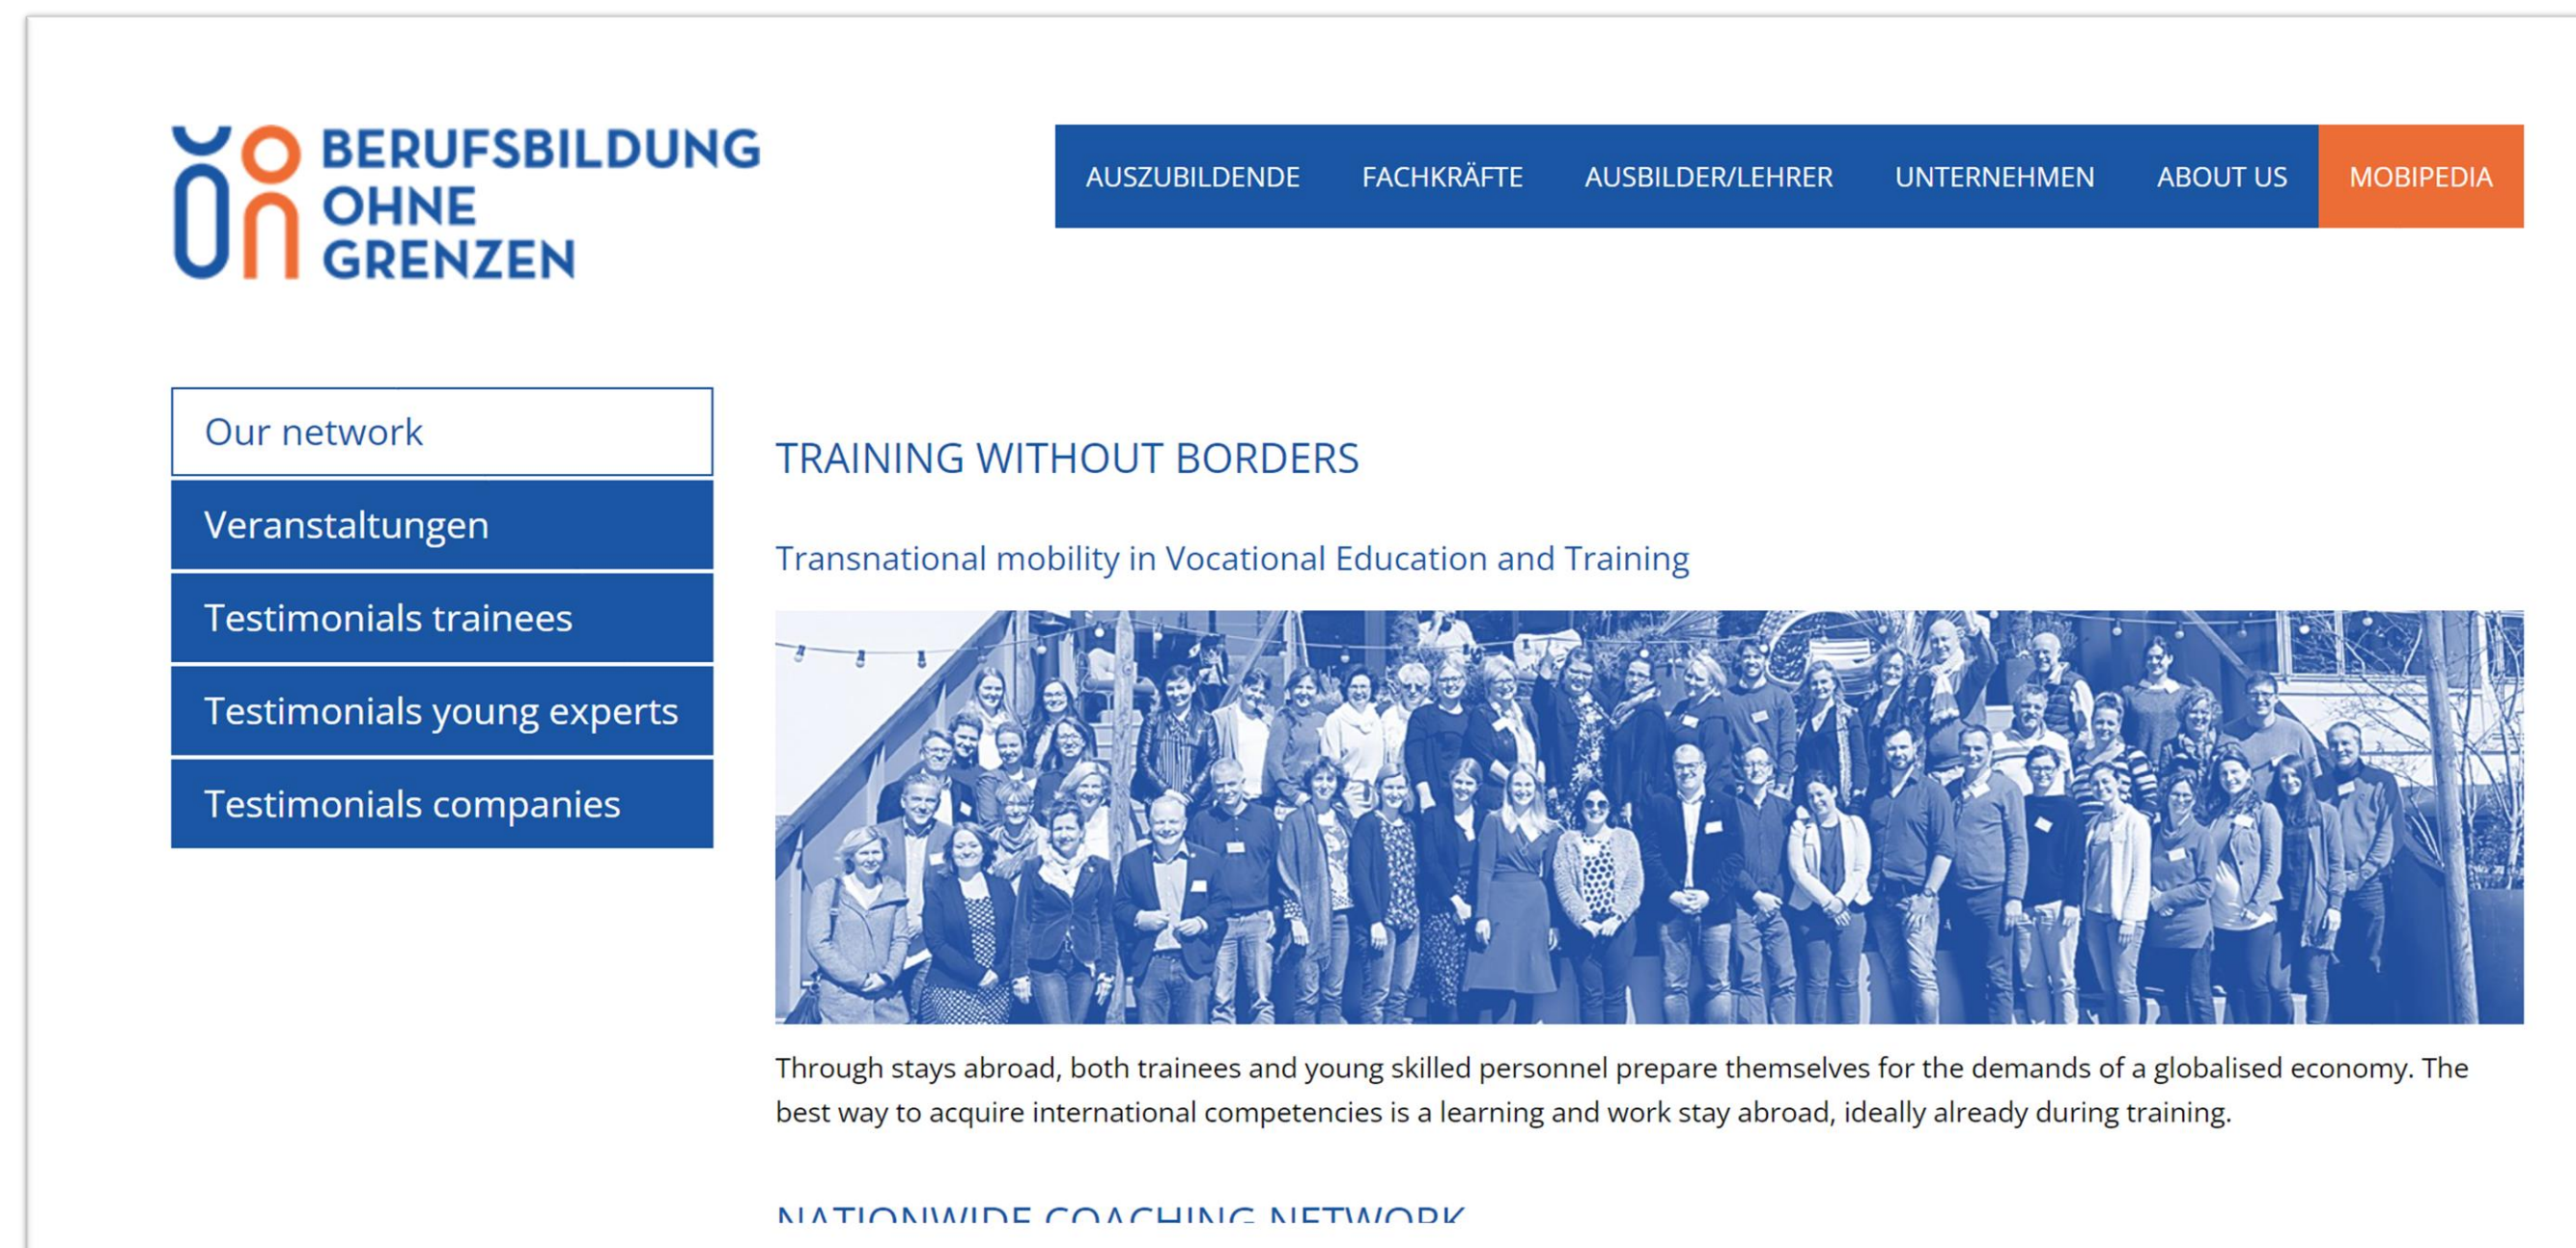 BERUFSBILDUNG
OHNE
GRENZEN
AUSZUBILDENDE FACHKRÄFTE AUSBILDER/LEHRER UNTERNEHMEN ABOUT US MOBIPEDIA
Our network
Veranstaltungen
Testimonials trainees
Testimonials young experts
Testimonials companies
TRAINING WITHOUT BORDERS
Transnational mobility in Vocational Education and Training
Through stays abroad, both trainees and young skilled personnel prepare themselves for the demands of a globalised economy. The
best way to acquire international competencies is a learning and work stay abroad, ideally already during training.
NATIONWIDE COACHING NETWORK